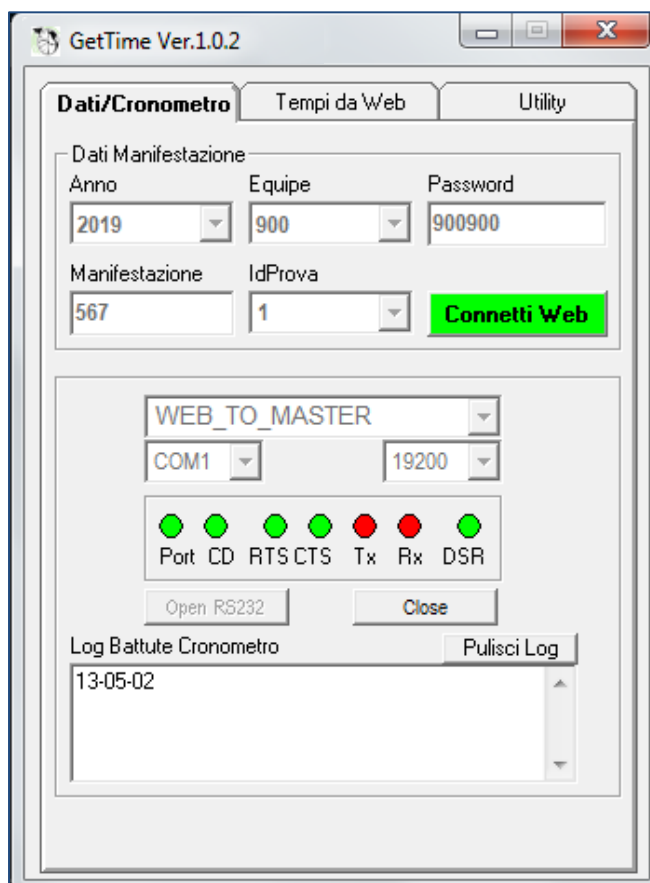 GetTime Ver.1.0.2
Dati/Cronometro Tempi da Web Utility
Dati Manifestazione
Anno Equipe Password
2019 900 900900
Manifestazione IdProva
567 1 Connetti Web
WEB_TO_MASTER
COM1 19200
Port CD RTS CTS Tx Rx DSR
Open RS232 Close
Log Battute Cronometro Pulisci Log
13-05-02